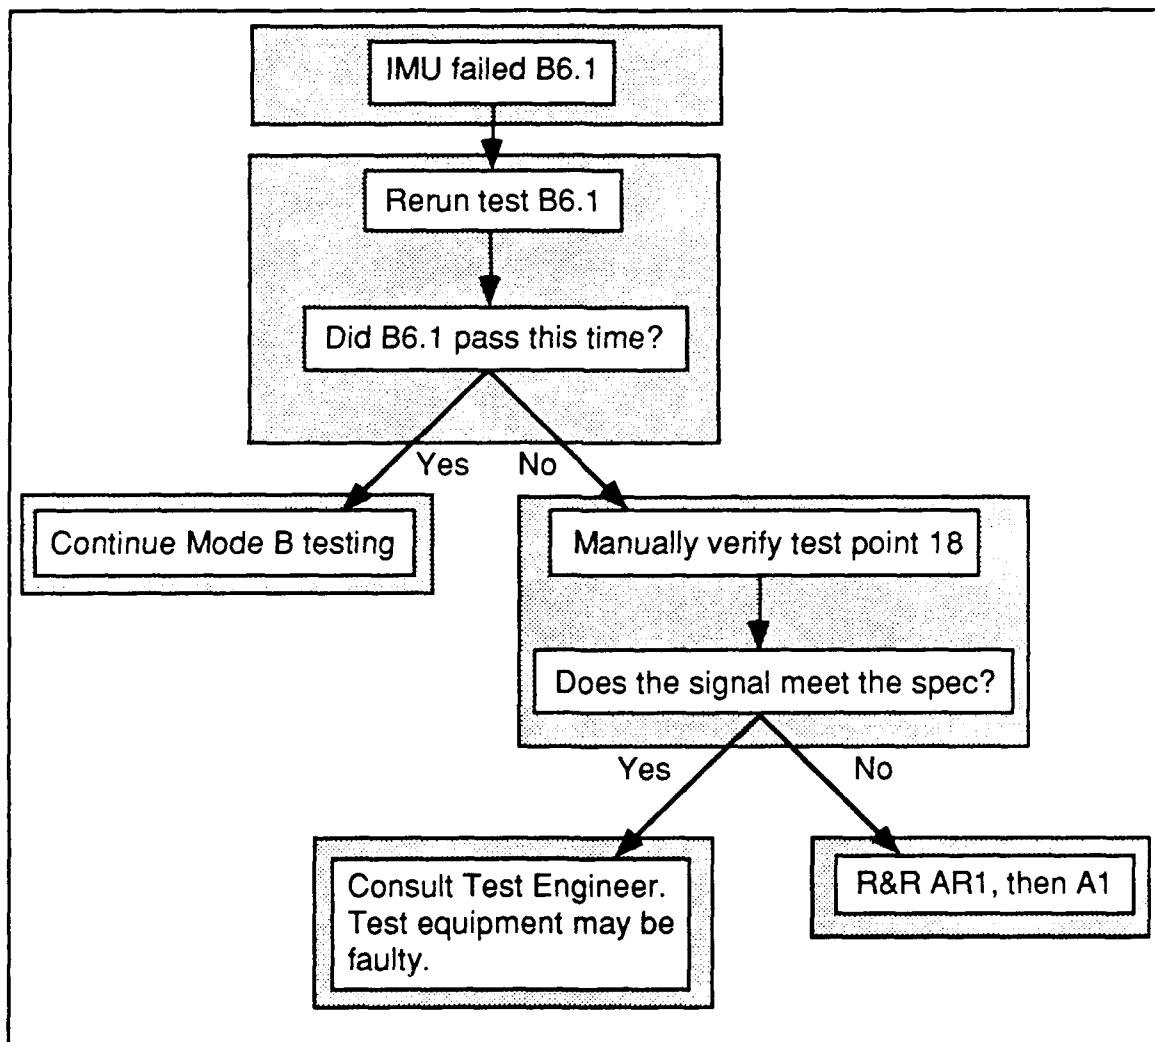 IMU failed B6.1
Rerun test B6.1
Did B6.1 pass this time?
Yes
No
Continue Mode B testing
Manually verify test point 18
Does the signal meet the spec?
Yes
No
Consult Test Engineer.
Test equipment may be
faulty.
R&R AR1, then A1